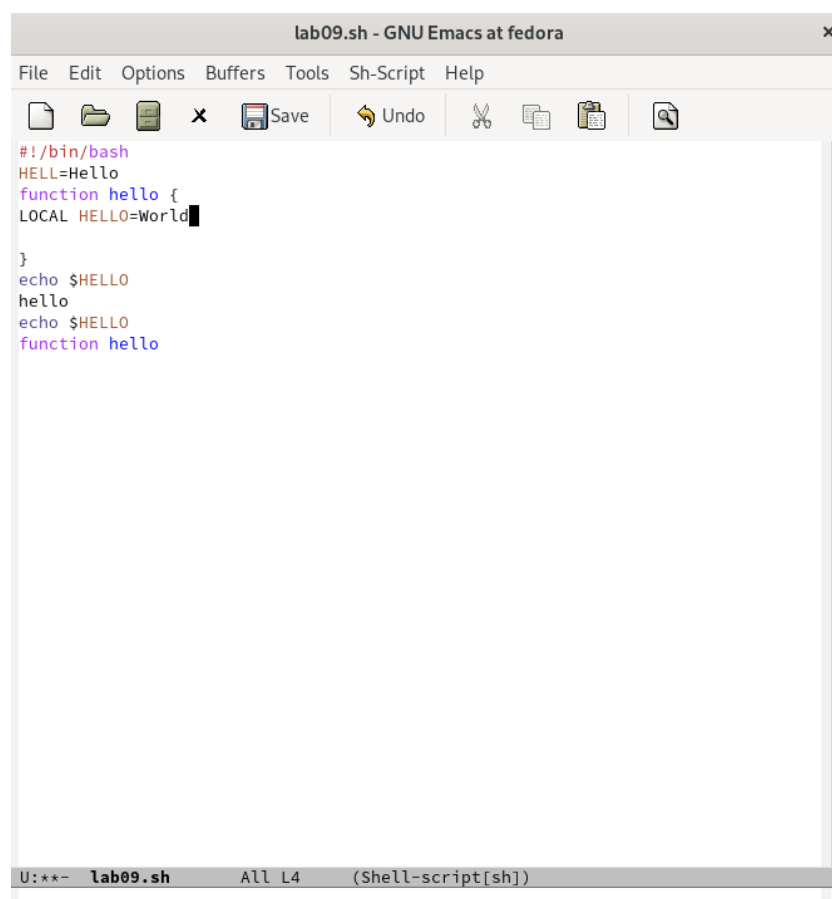 lab09.sh - GNU Emacs at fedora
File Edit Options Buffers Tools Sh-Script Help
Save Undo
#!/bin/bash
HELL=Hello
function hello {
LOCAL HELLO=World
}
echo $HELLO
hello
echo $HELLO
function hello
U:**- lab09.sh All L4 (Shell-script[sh])